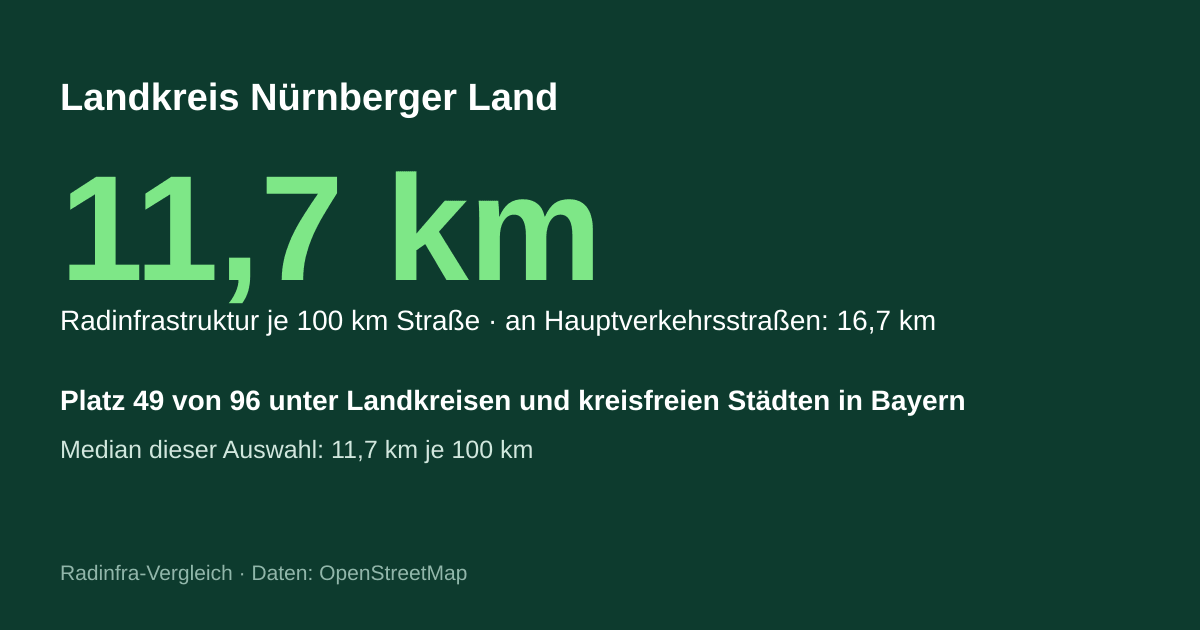 Landkreis Nürnberger Land
11,7 km
Radinfrastruktur je 100 km Straße · an Hauptverkehrsstraßen: 16,7 km
Platz 49 von 96 unter Landkreisen und kreisfreien Städten in Bayern
Median dieser Auswahl: 11,7 km je 100 km
Radinfra-Vergleich · Daten: OpenStreetMap